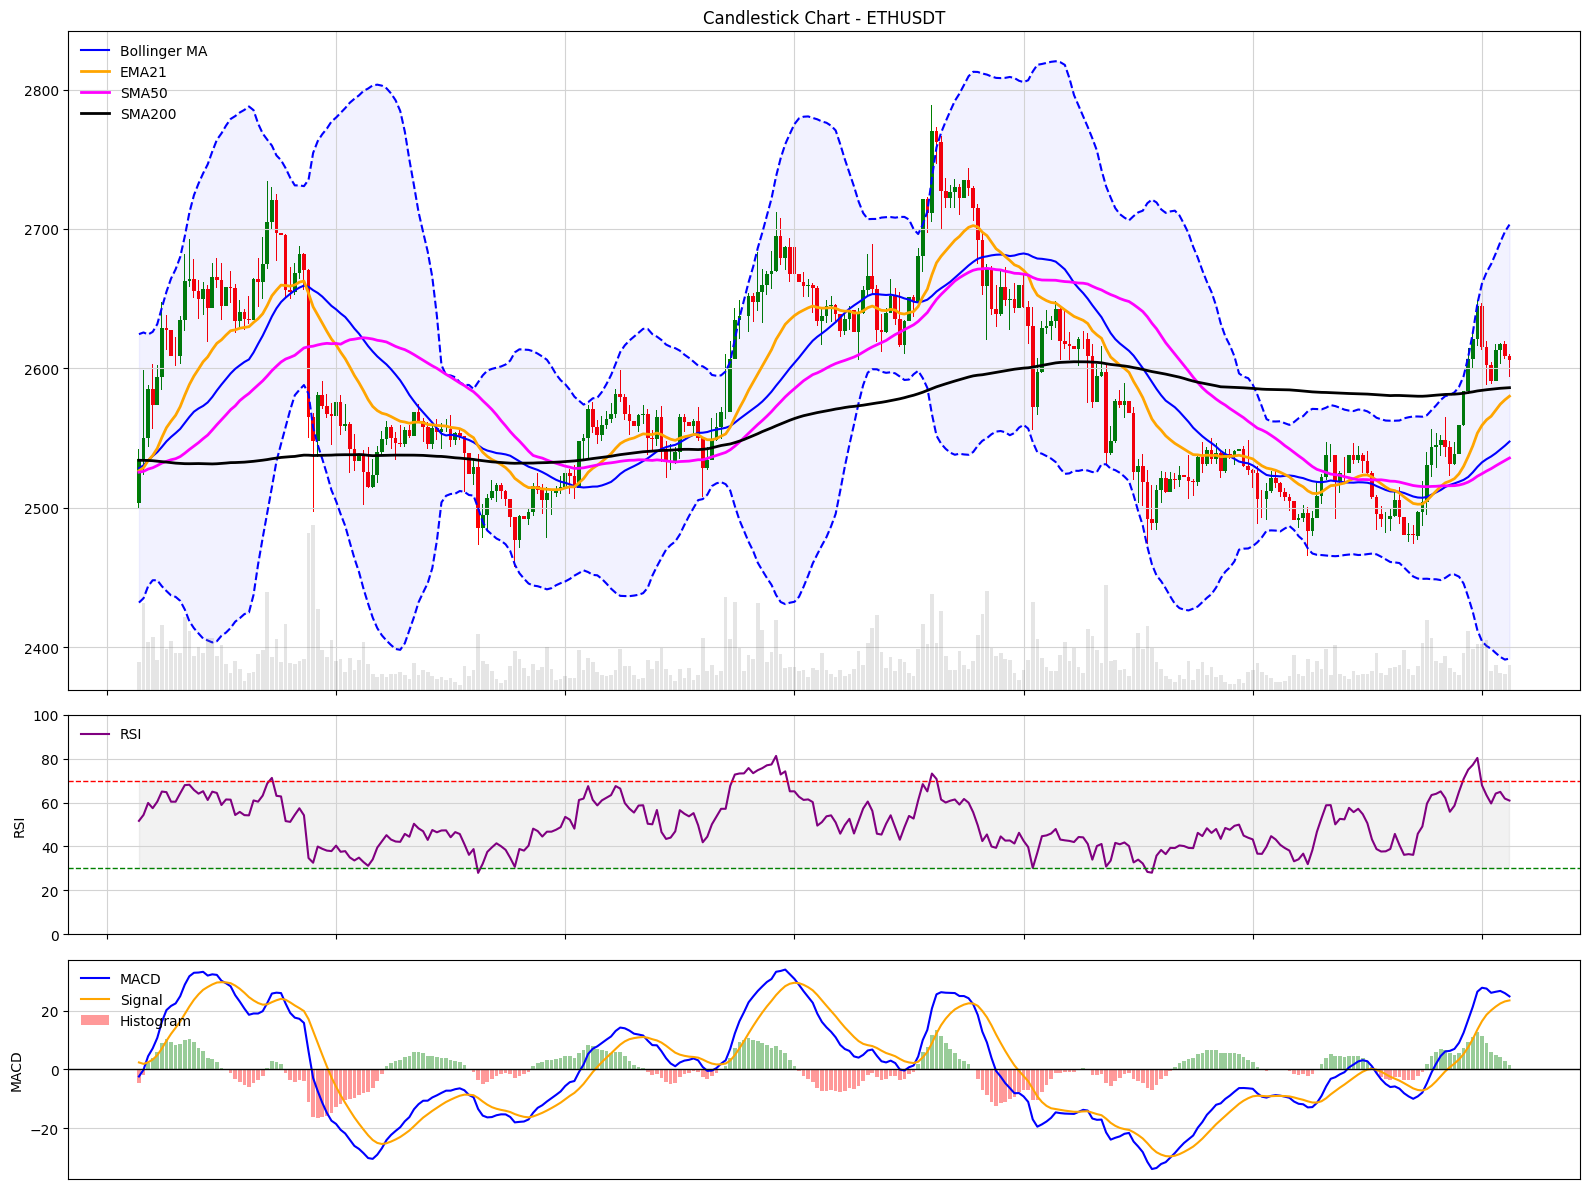 Candlestick Chart - ETHUSDT
Bollinger MA
EMA21
SMA50
SMA200
2800
2700
2600
2500
2400
RSI
100
80
60
40
20
0
RSI
MACD
Signal
Histogram
20
0
−20
MACD